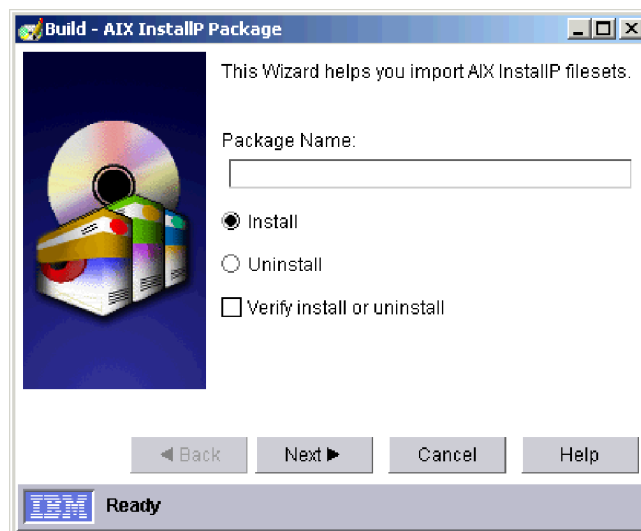 Build - AIX InstallP Package
This Wizard helps you import AIX InstallP filesets.
Package Name:
Install
Uninstall
Verify install or uninstall
Back
Next
Cancel
Help
IBM
Ready